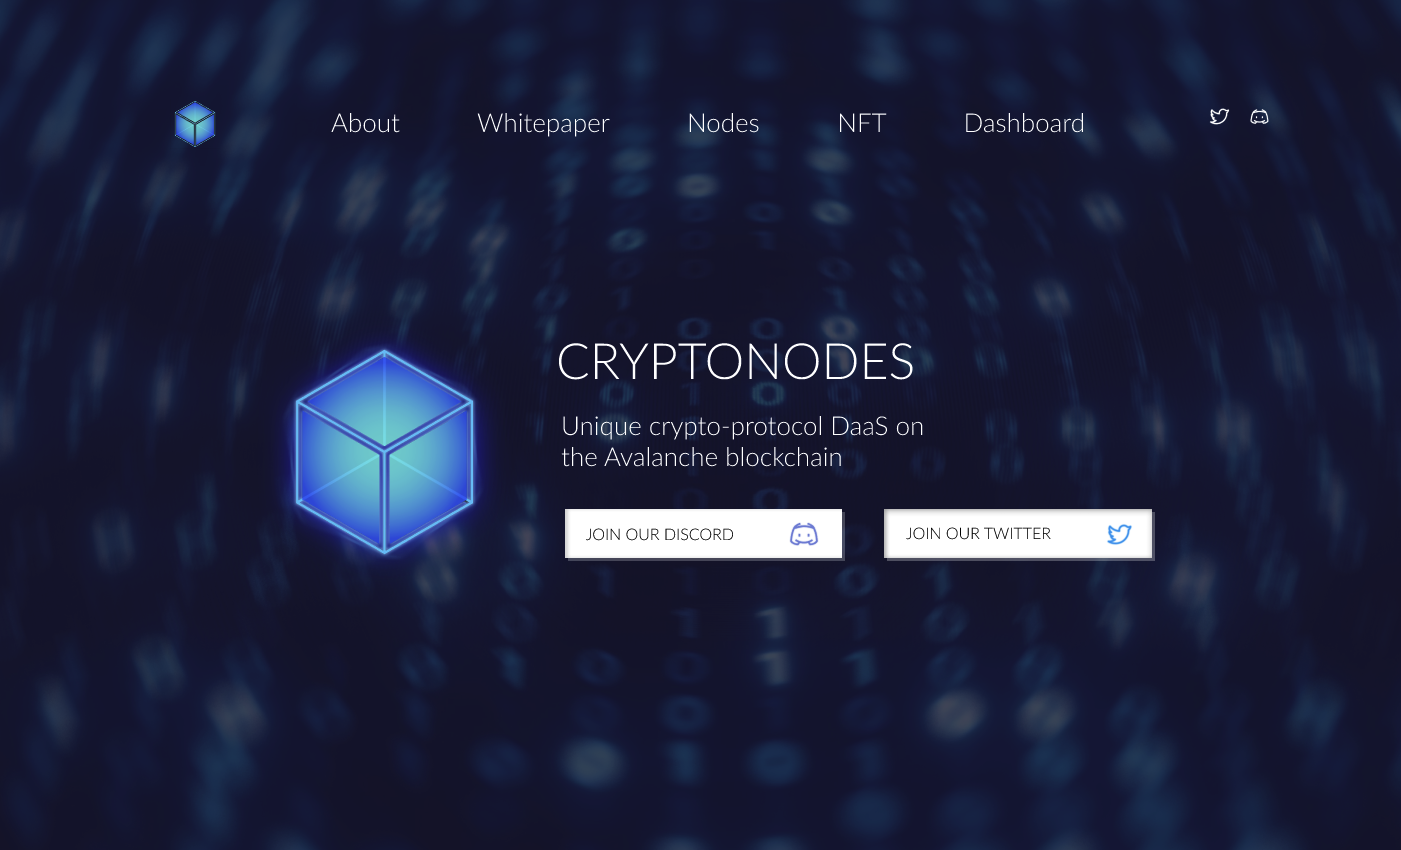 About Whitepaper Nodes NFT Dashboard
CRYPTONODES
Unique crypto-protocol DaaS on
the Avalanche blockchain
JOIN OUR DISCORD
JOIN OUR TWITTER